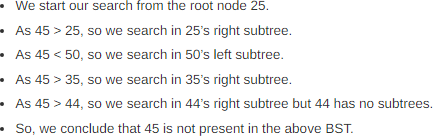 • We start our search from the root node 25.
• As 45 > 25, so we search in 25's right subtree.
• As 45 < 50, so we search in 50's left subtree.
• As 45 > 35, so we search in 35's right subtree.
• As 45 > 44, so we search in 44's right subtree but 44 has no subtrees.
• So, we conclude that 45 is not present in the above BST.